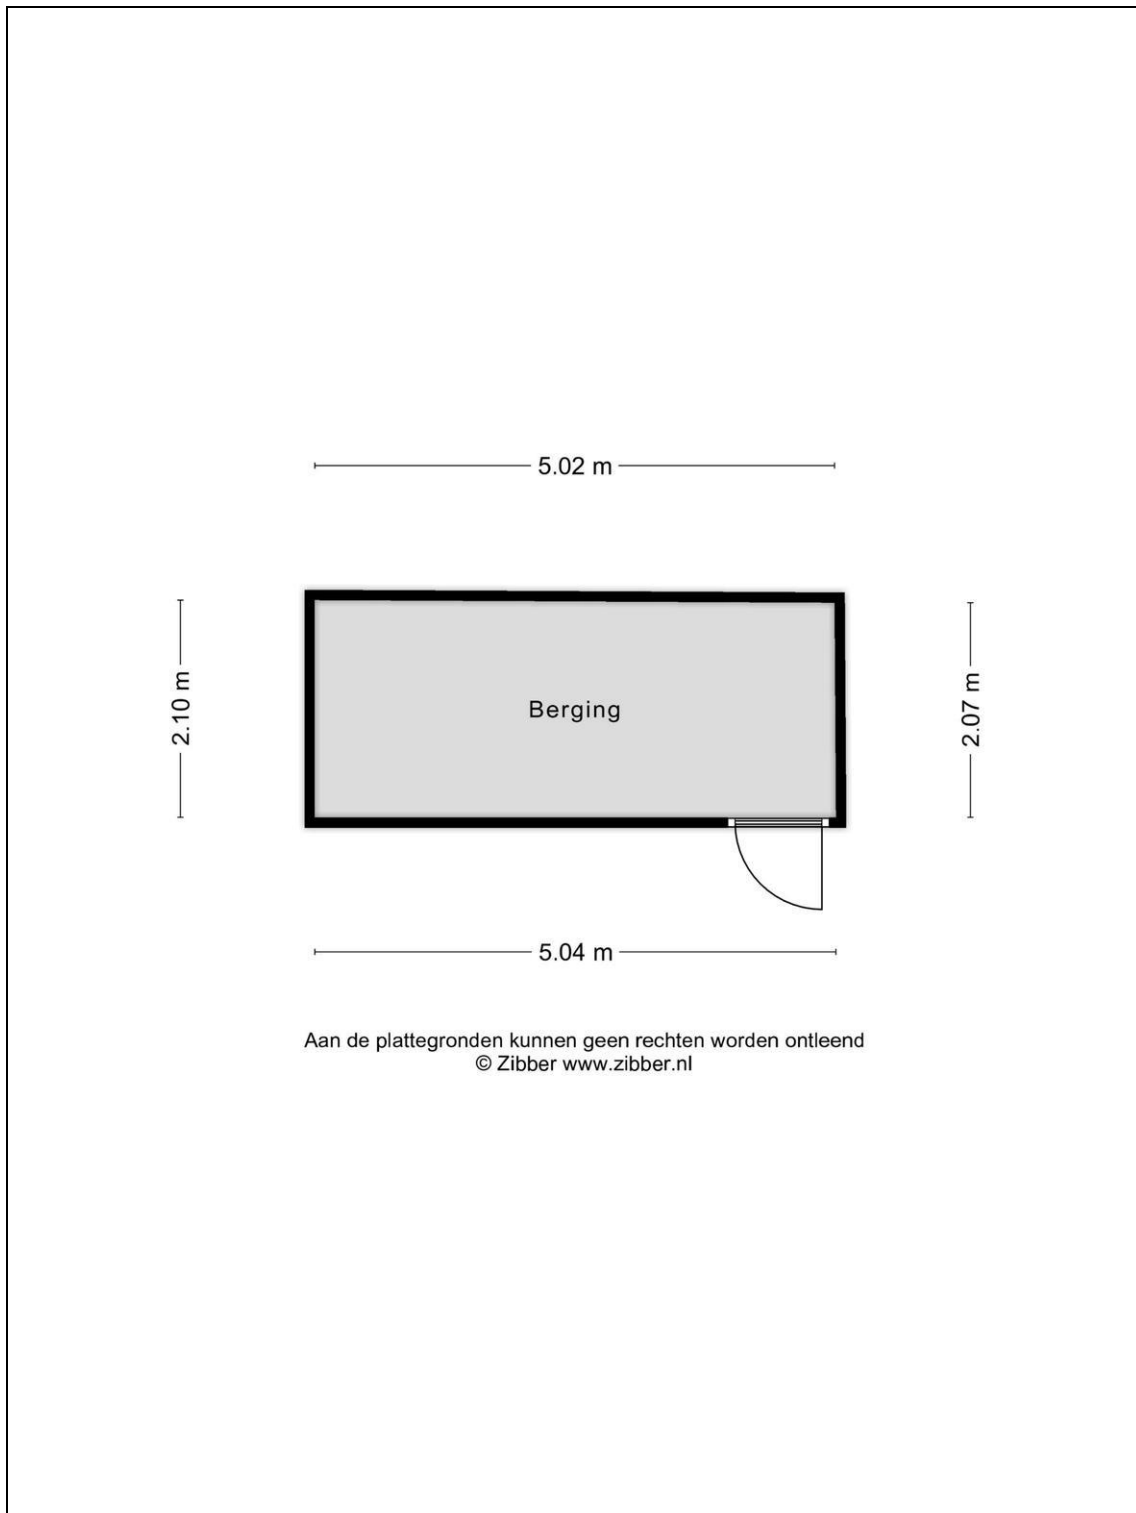 5.02 m
2.10 m
Berging
2.07 m
5.04 m
Aan de plattegronden kunnen geen rechten worden ontleend
© Zibber www.zibber.nl